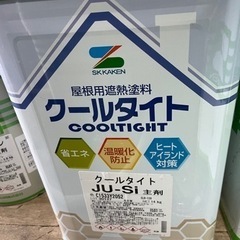 SK KAKEN
屋根用遮熱塗料
クールタイト
COOLTIGHT
省エネ
温暖化
防止
ヒート
アイランド
対策
クールタイト
JU-Si 主剤